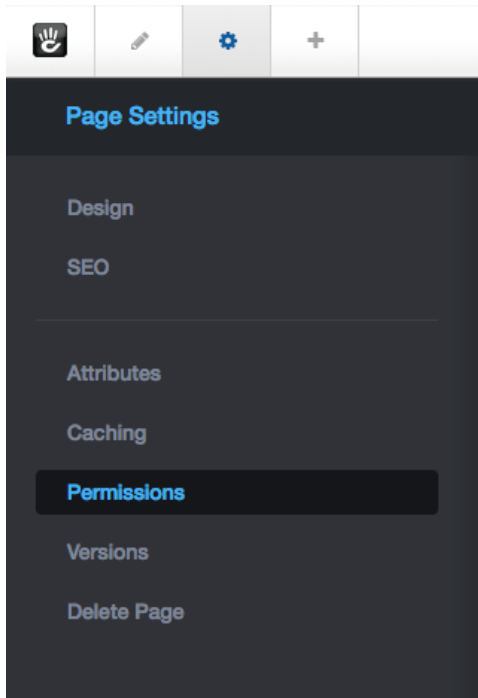 Page Settings
Design
SEO
Attributes
Caching
Permissions
Versions
Delete Page